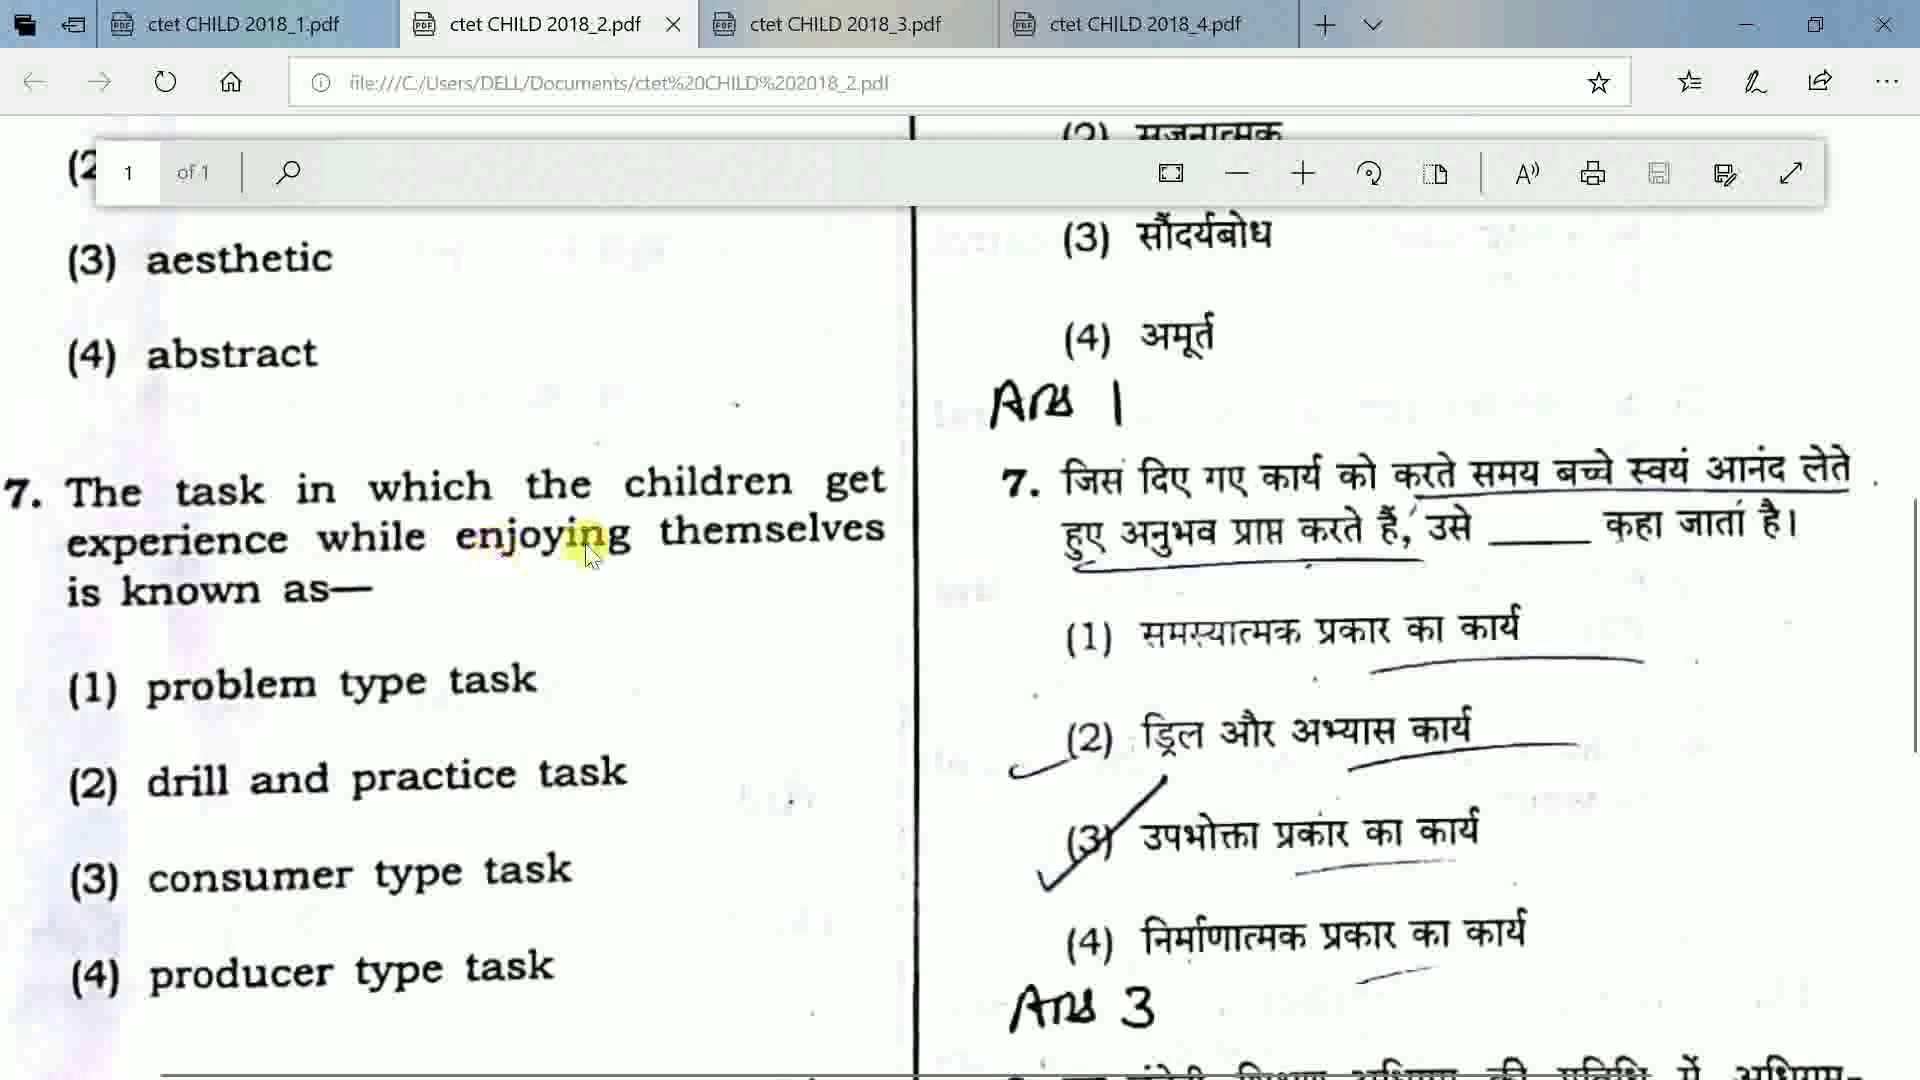 ctet CHILD 2018_1.pdf
ctet CHILD 2018_2.pdf
ctet CHILD 2018_3.pdf
ctet CHILD 2018_4.pdf
file:///C:/Users/DELL/Documents/ctet%20CHILD%202018_2.pdf
1 of 1
(3) aesthetic
(4) abstract
7. The task in which the children get
experience while enjoying themselves
is known as—
(1) problem type task
(2) drill and practice task
(3) consumer type task
(4) producer type task
(2) सृजनात्मक
(3) सौंदर्यबोध
(4) अमूर्त
Ans 1
7. जिस दिए गए कार्य को करते समय बच्चे स्वयं आनंद लेते
हुए अनुभव प्राप्त करते हैं, उसे ______ कहा जाता है।
(1) समस्यात्मक प्रकार का कार्य
(2) ड्रिल और अभ्यास कार्य
(3) उपभोक्ता प्रकार का कार्य
(4) निर्माणात्मक प्रकार का कार्य
Ans 3